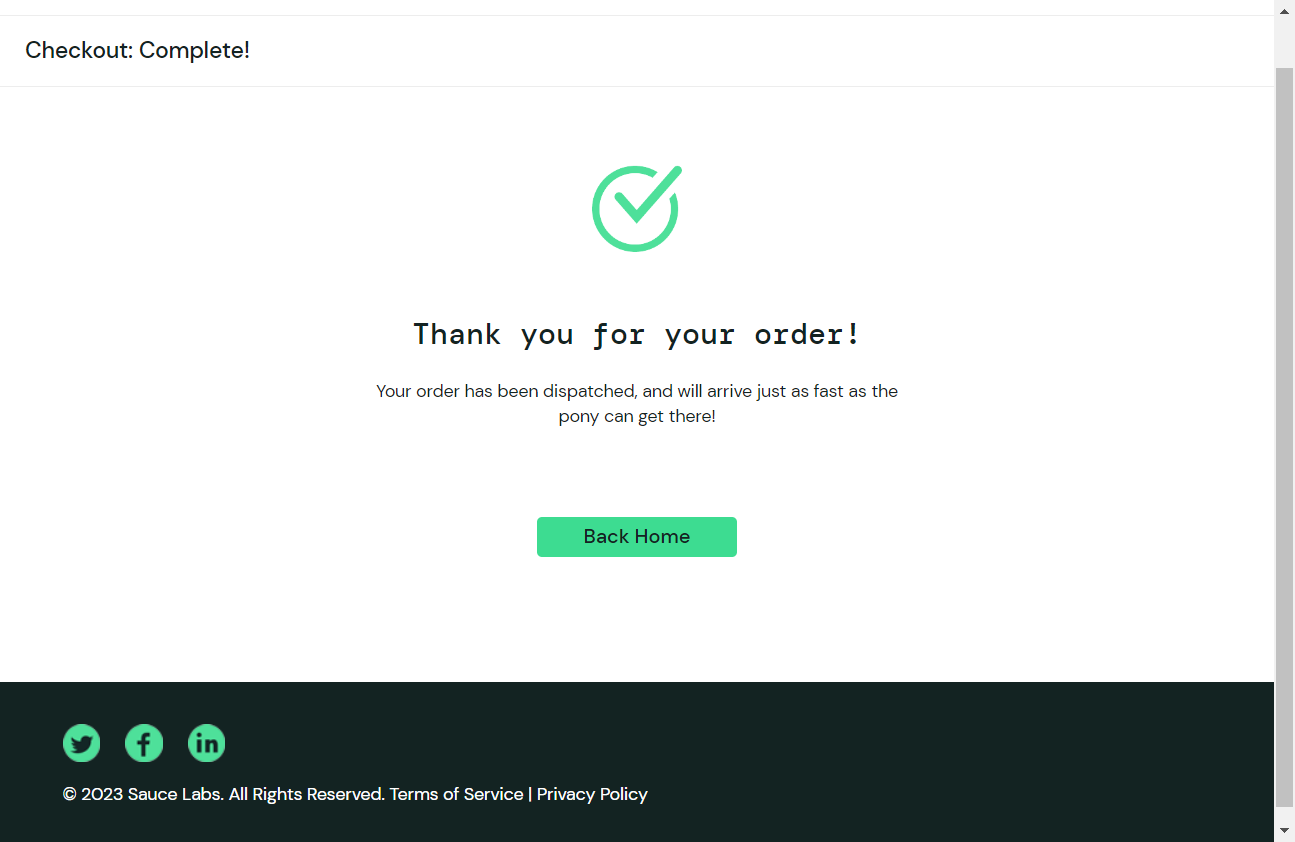 Checkout: Complete!
Thank you for your order!
Your order has been dispatched, and will arrive just as fast as the
pony can get there!
Back Home
© 2023 Sauce Labs. All Rights Reserved. Terms of Service | Privacy Policy